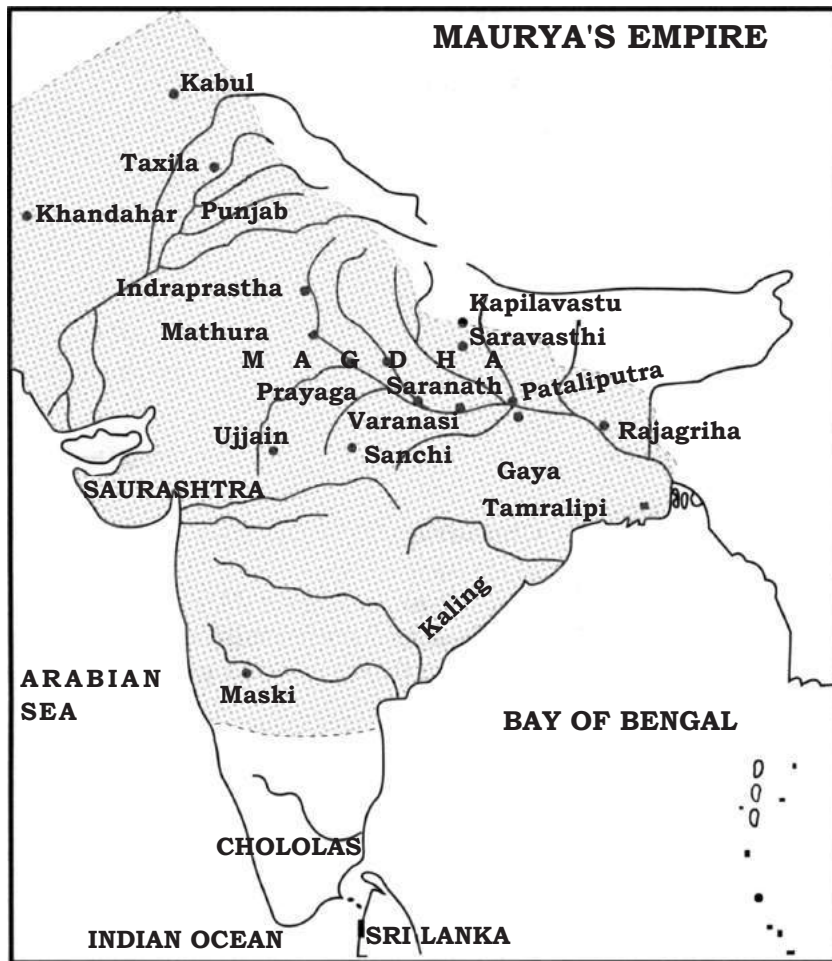 MAURYA'S EMPIRE
Kabul
Taxila
Khandahar
Punjab
Indraprastha
Kapilavastu
Mathura
Saravasthi
M A G D H A
Prayaga
Saranath
Pataliputra
Varanasi
Rajagriha
Ujjain
Sanchi
Gaya
SAURASHTRA
Tamralipi
Kaling
ARABIAN
SEA
Maski
BAY OF BENGAL
CHOLOLAS
INDIAN OCEAN
SRI LANKA